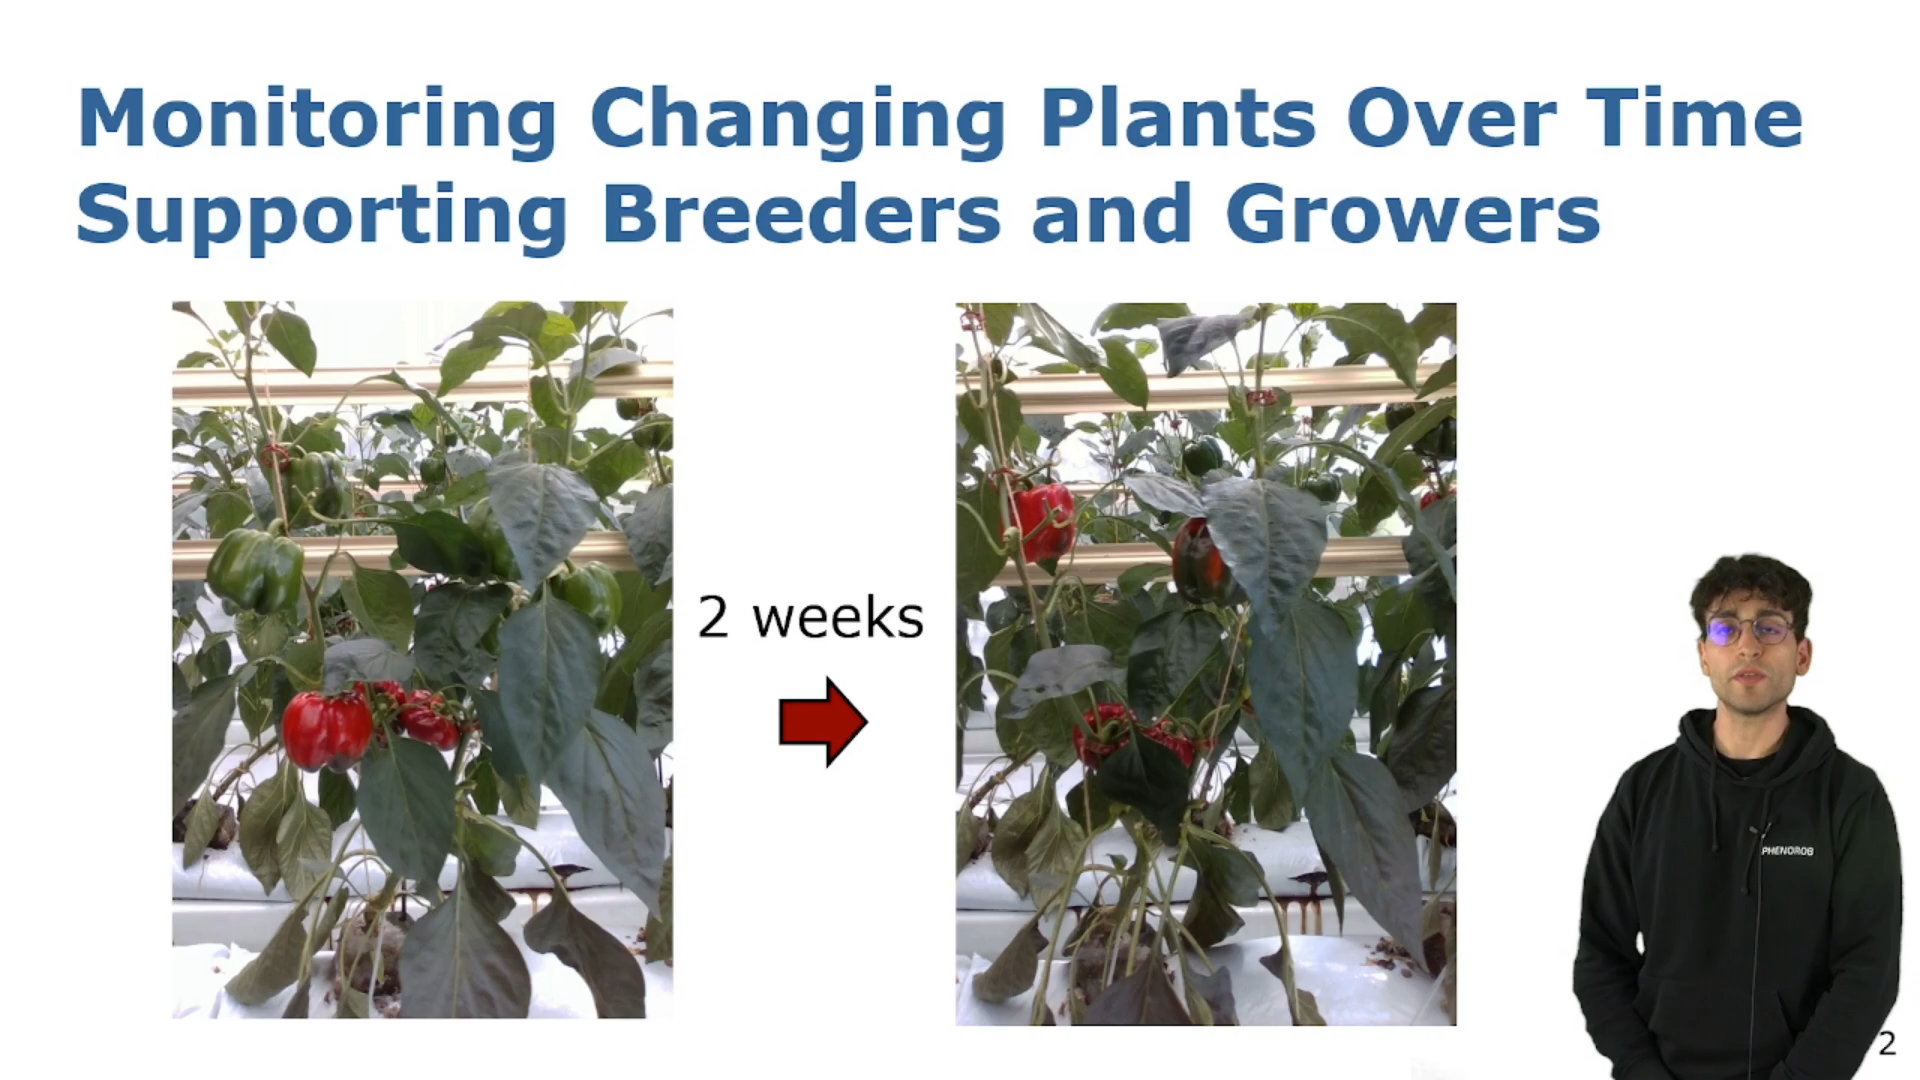 Monitoring Changing Plants Over Time
Supporting Breeders and Growers
2 weeks
PHENOROB
2